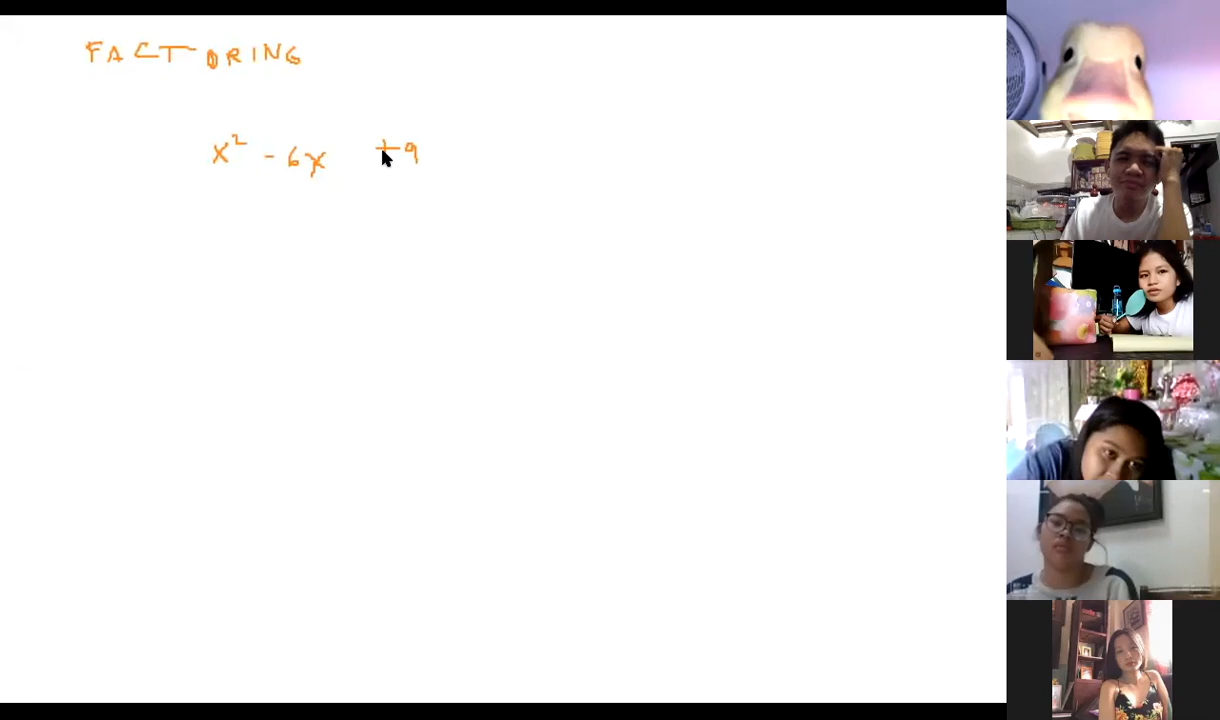 FACTORING
x² - 6x +9